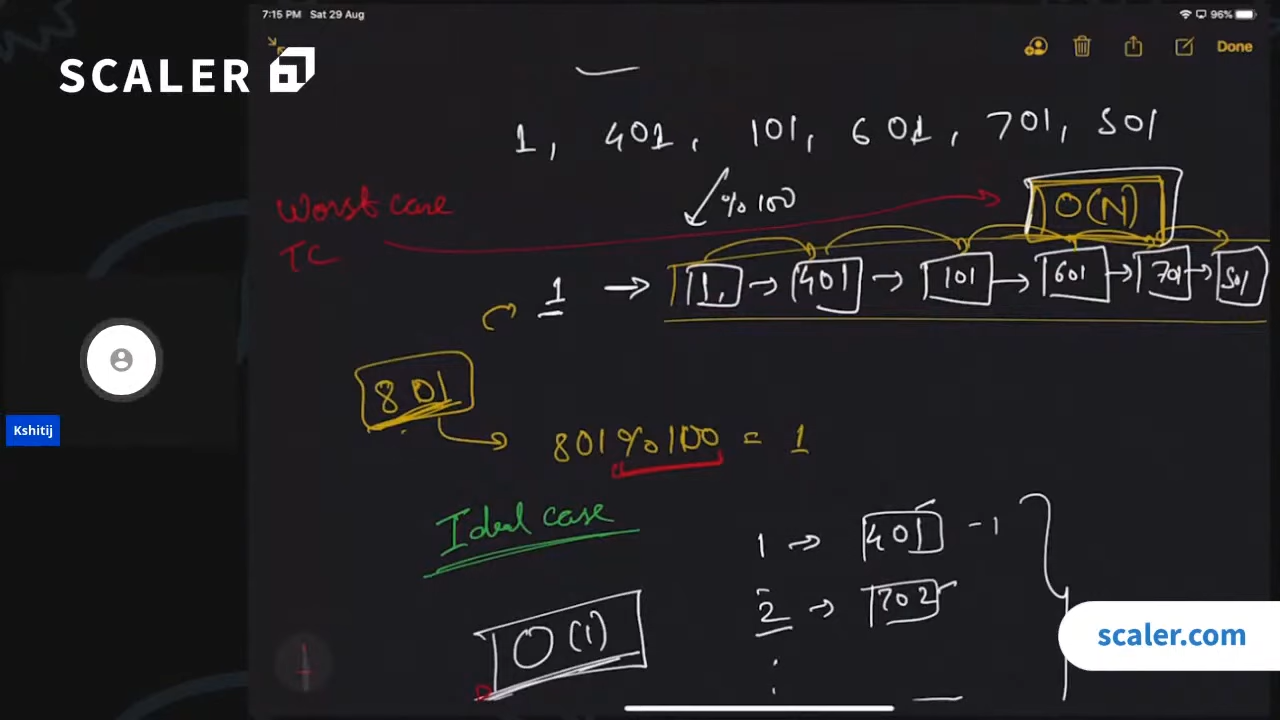 7:15 PM Sat 29 Aug
96%
SCALER
Done
1, 401, 101, 601, 701, 501
% 100
Worst case
TC
O(N)
1 → 1, → 401 → 101 → 601 → 701 → 501
801
801 % 100 = 1
Kshitij
Ideal case
1 → 401 - 1
2 → 702
O(1)
scaler.com